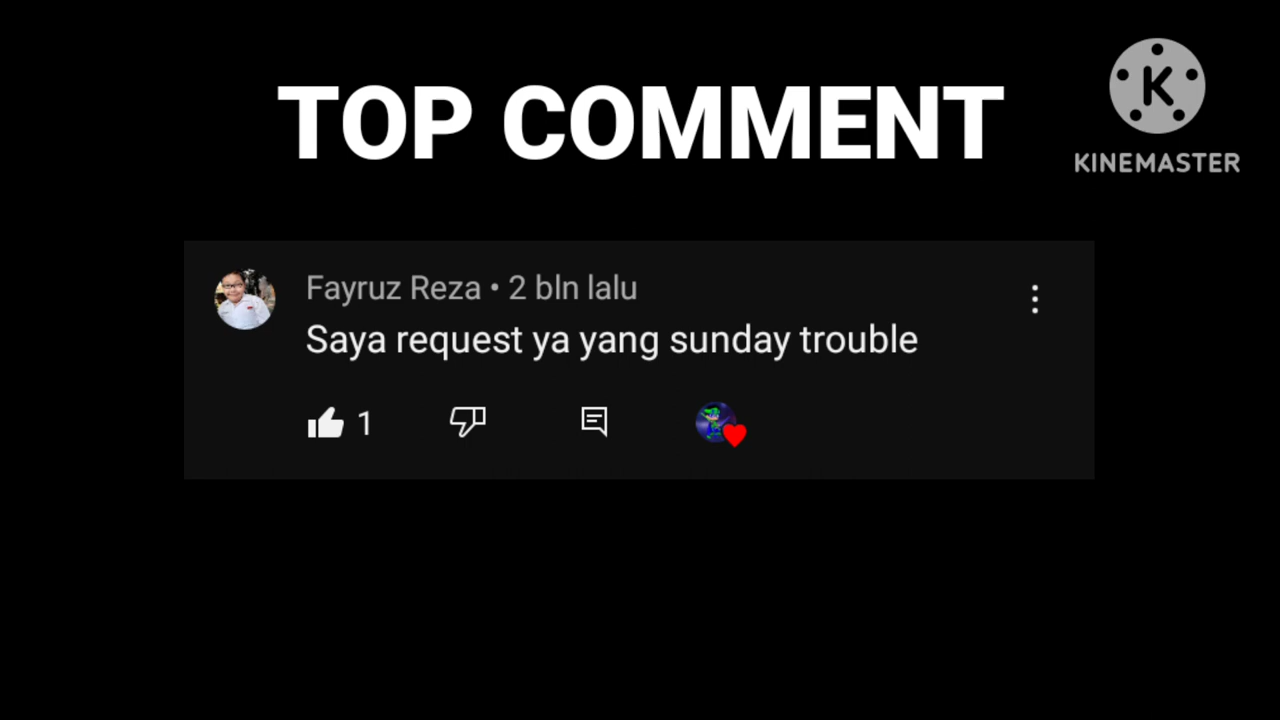 TOP COMMENT
K
KINEMASTER
Fayruz Reza • 2 bln lalu
Saya request ya yang sunday trouble
1